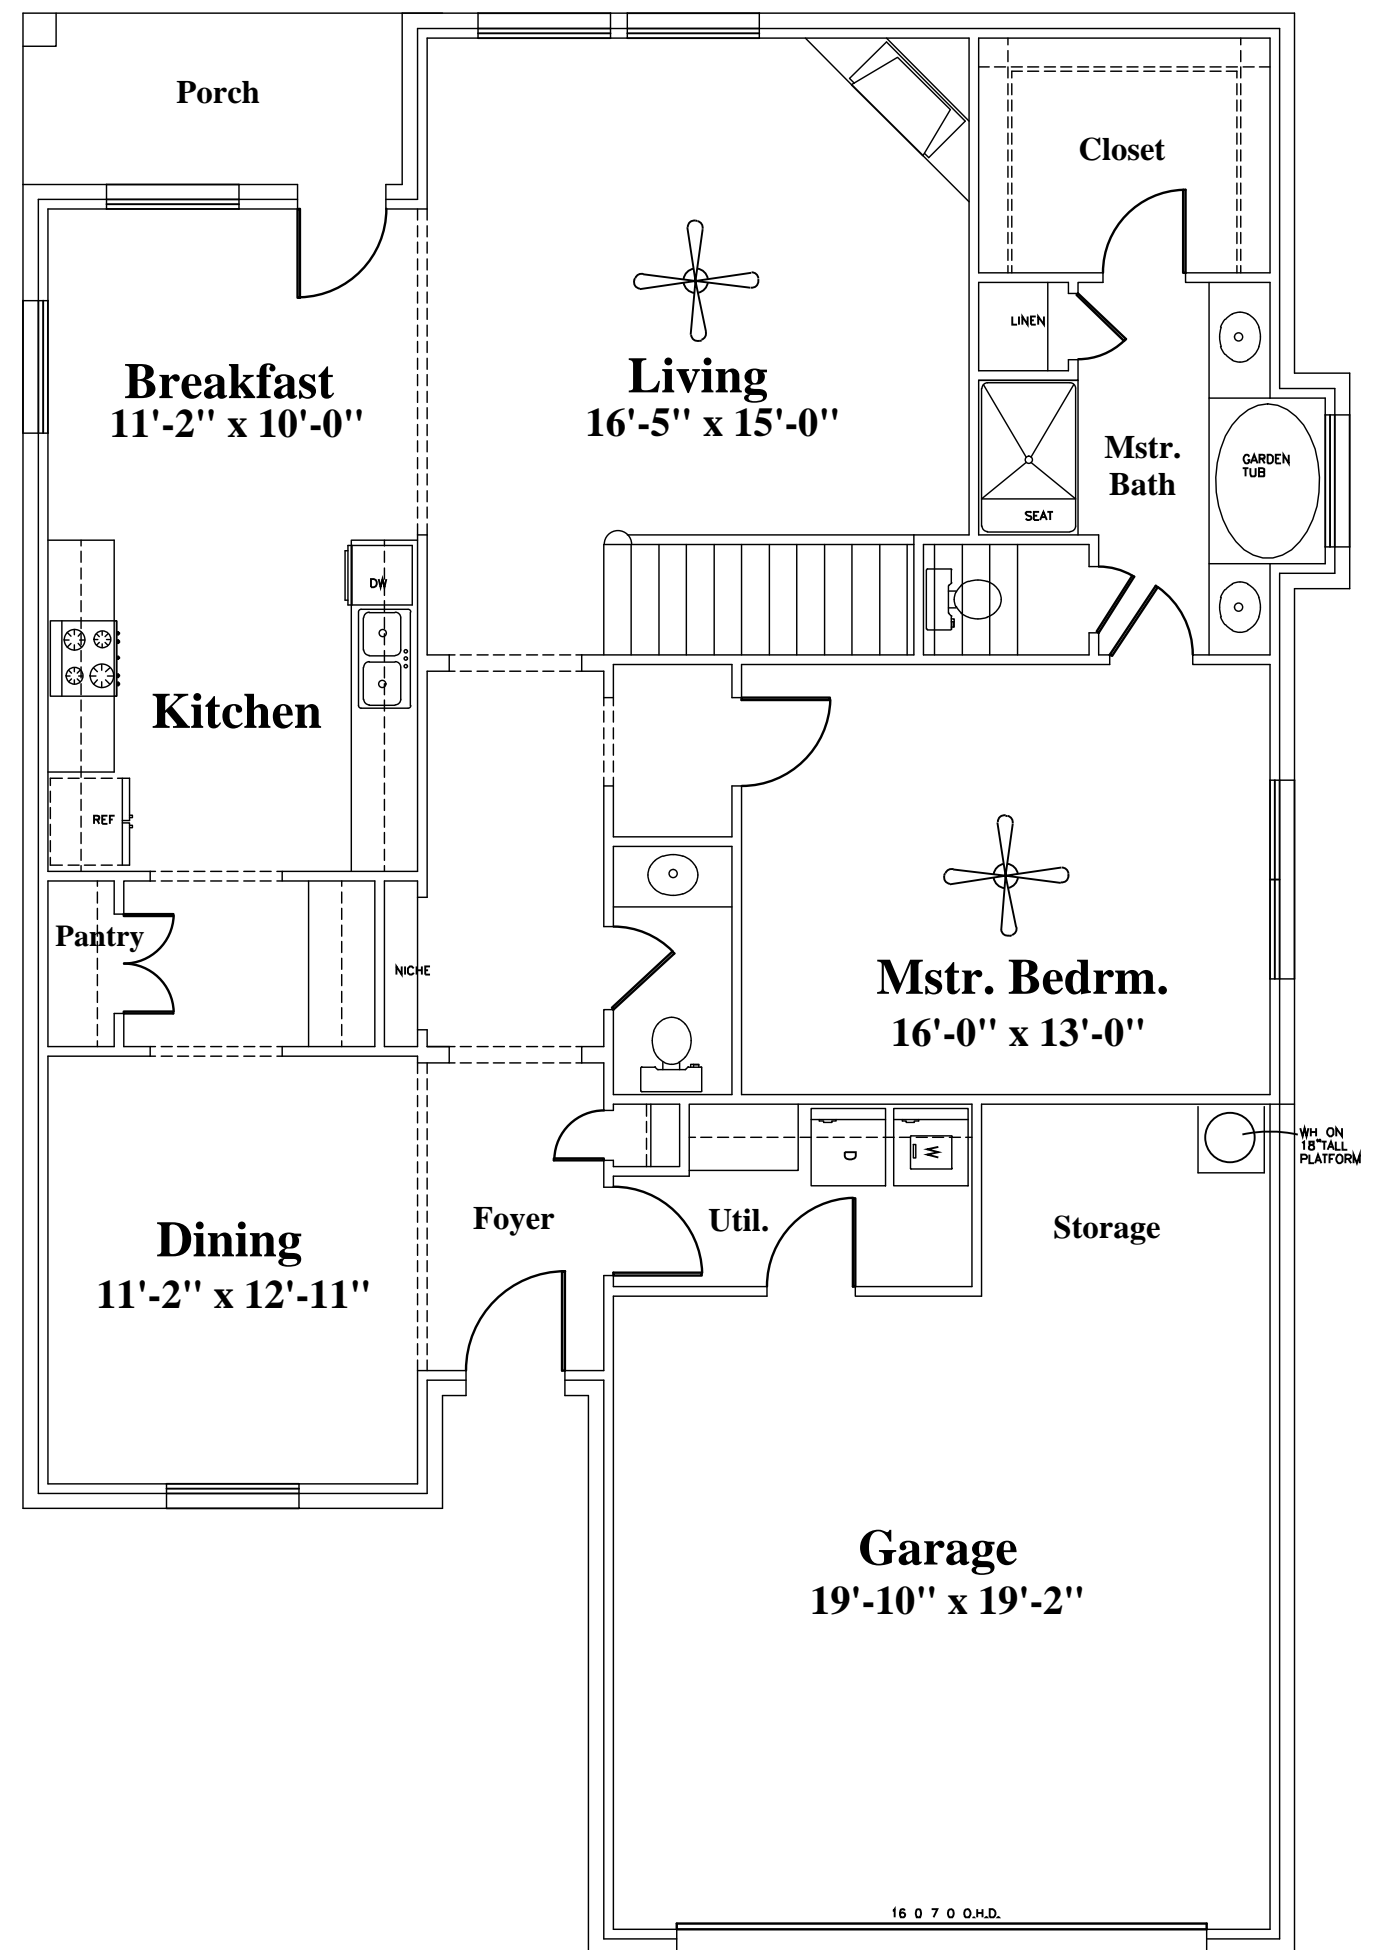 Porch
Closet
LINEN
Breakfast
11'-2" x 10'-0"
Living
16'-5" x 15'-0"
Mstr.
Bath
GARDEN
TUB
SEAT
DW
Kitchen
REF
Pantry
NICHE
Mstr. Bedrm.
16'-0" x 13'-0"
WH ON
18"TALL
PLATFORM
D
W
Foyer
Util.
Storage
Dining
11'-2" x 12'-11"
Garage
19'-10" x 19'-2"
16 0 7 0 O.H.D.